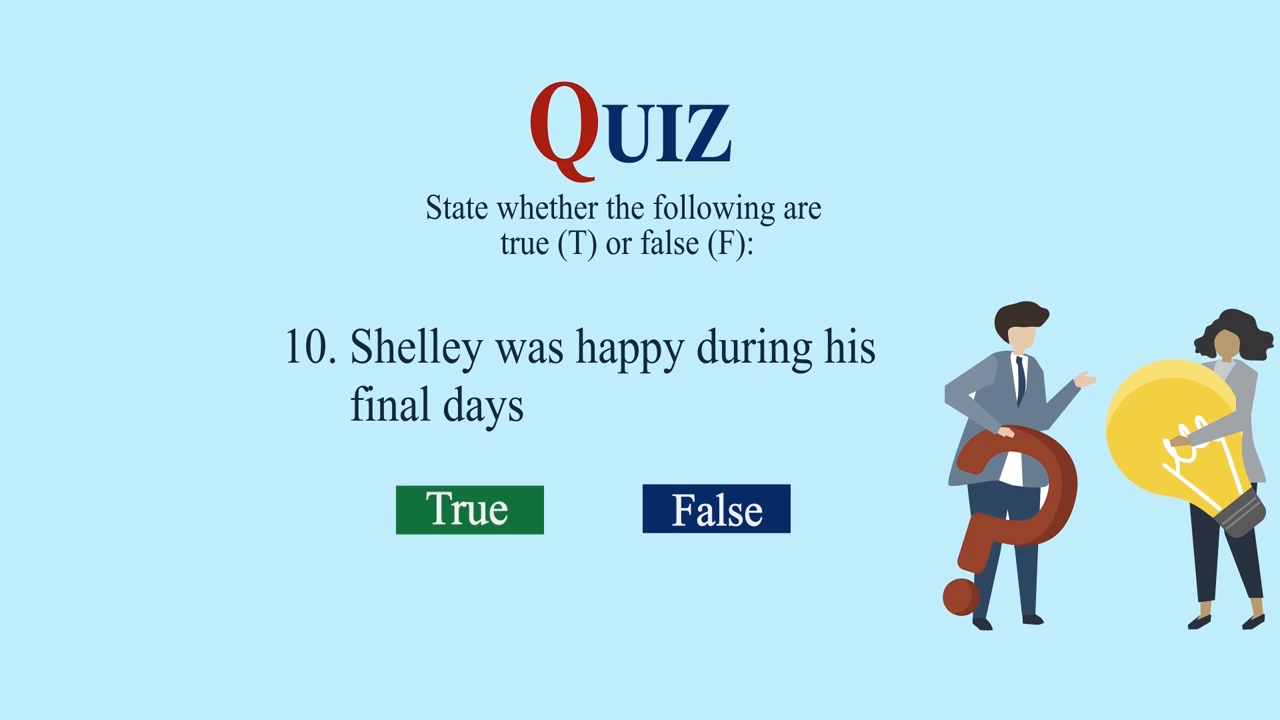 QUIZ
State whether the following are
true (T) or false (F):
10. Shelley was happy during his
final days
True
False